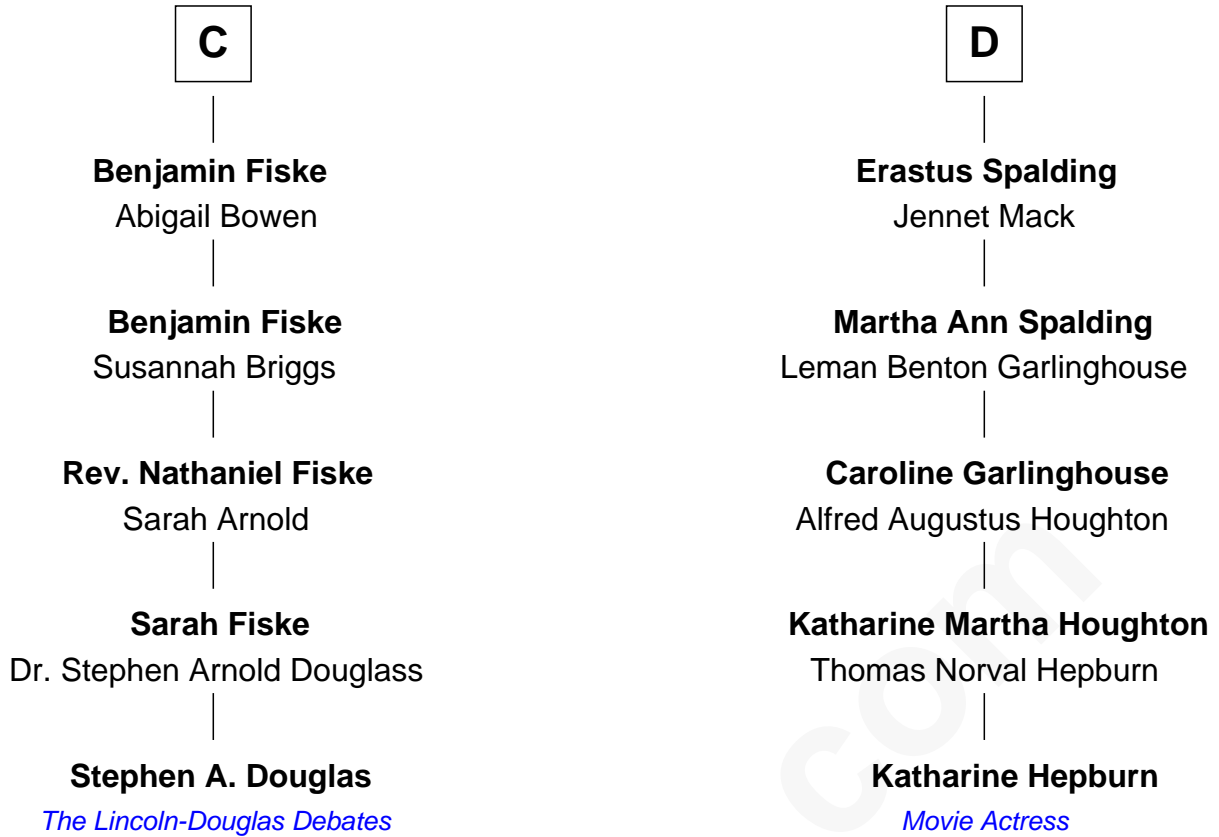 C
Benjamin Fiske
Abigail Bowen
Benjamin Fiske
Susannah Briggs
Rev. Nathaniel Fiske
Sarah Arnold
Sarah Fiske
Dr. Stephen Arnold Douglass
Stephen A. Douglas
The Lincoln-Douglas Debates
D
Erastus Spalding
Jennet Mack
Martha Ann Spalding
Leman Benton Garlinghouse
Caroline Garlinghouse
Alfred Augustus Houghton
Katharine Martha Houghton
Thomas Norval Hepburn
Katharine Hepburn
Movie Actress
com